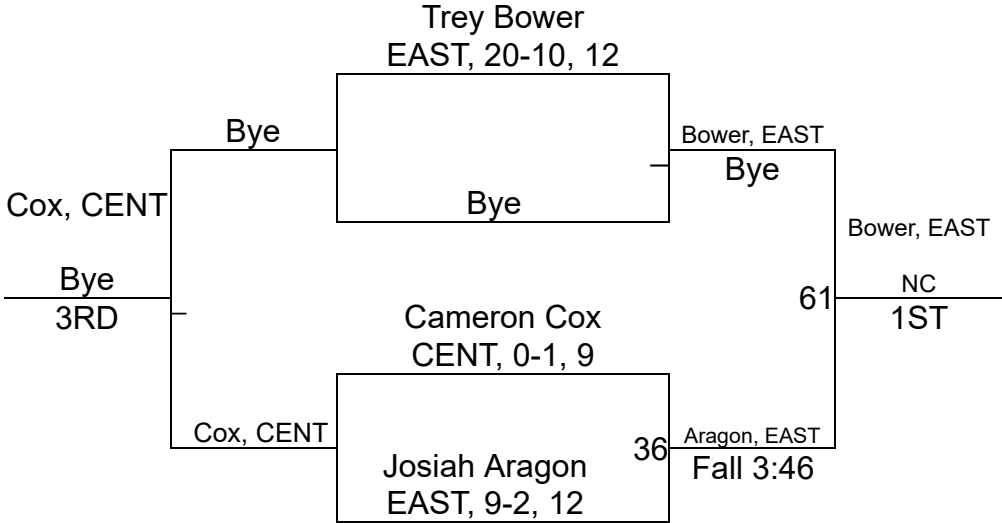 Trey Bower
EAST, 20-10, 12
Bye
Bower, EAST
Bye
Cox, CENT
Bye
Bower, EAST
Bye
3RD
61
NC
1ST
Cameron Cox
CENT, 0-1, 9
Cox, CENT
36
Aragon, EAST
Josiah Aragon
Fall 3:46
EAST, 9-2, 12